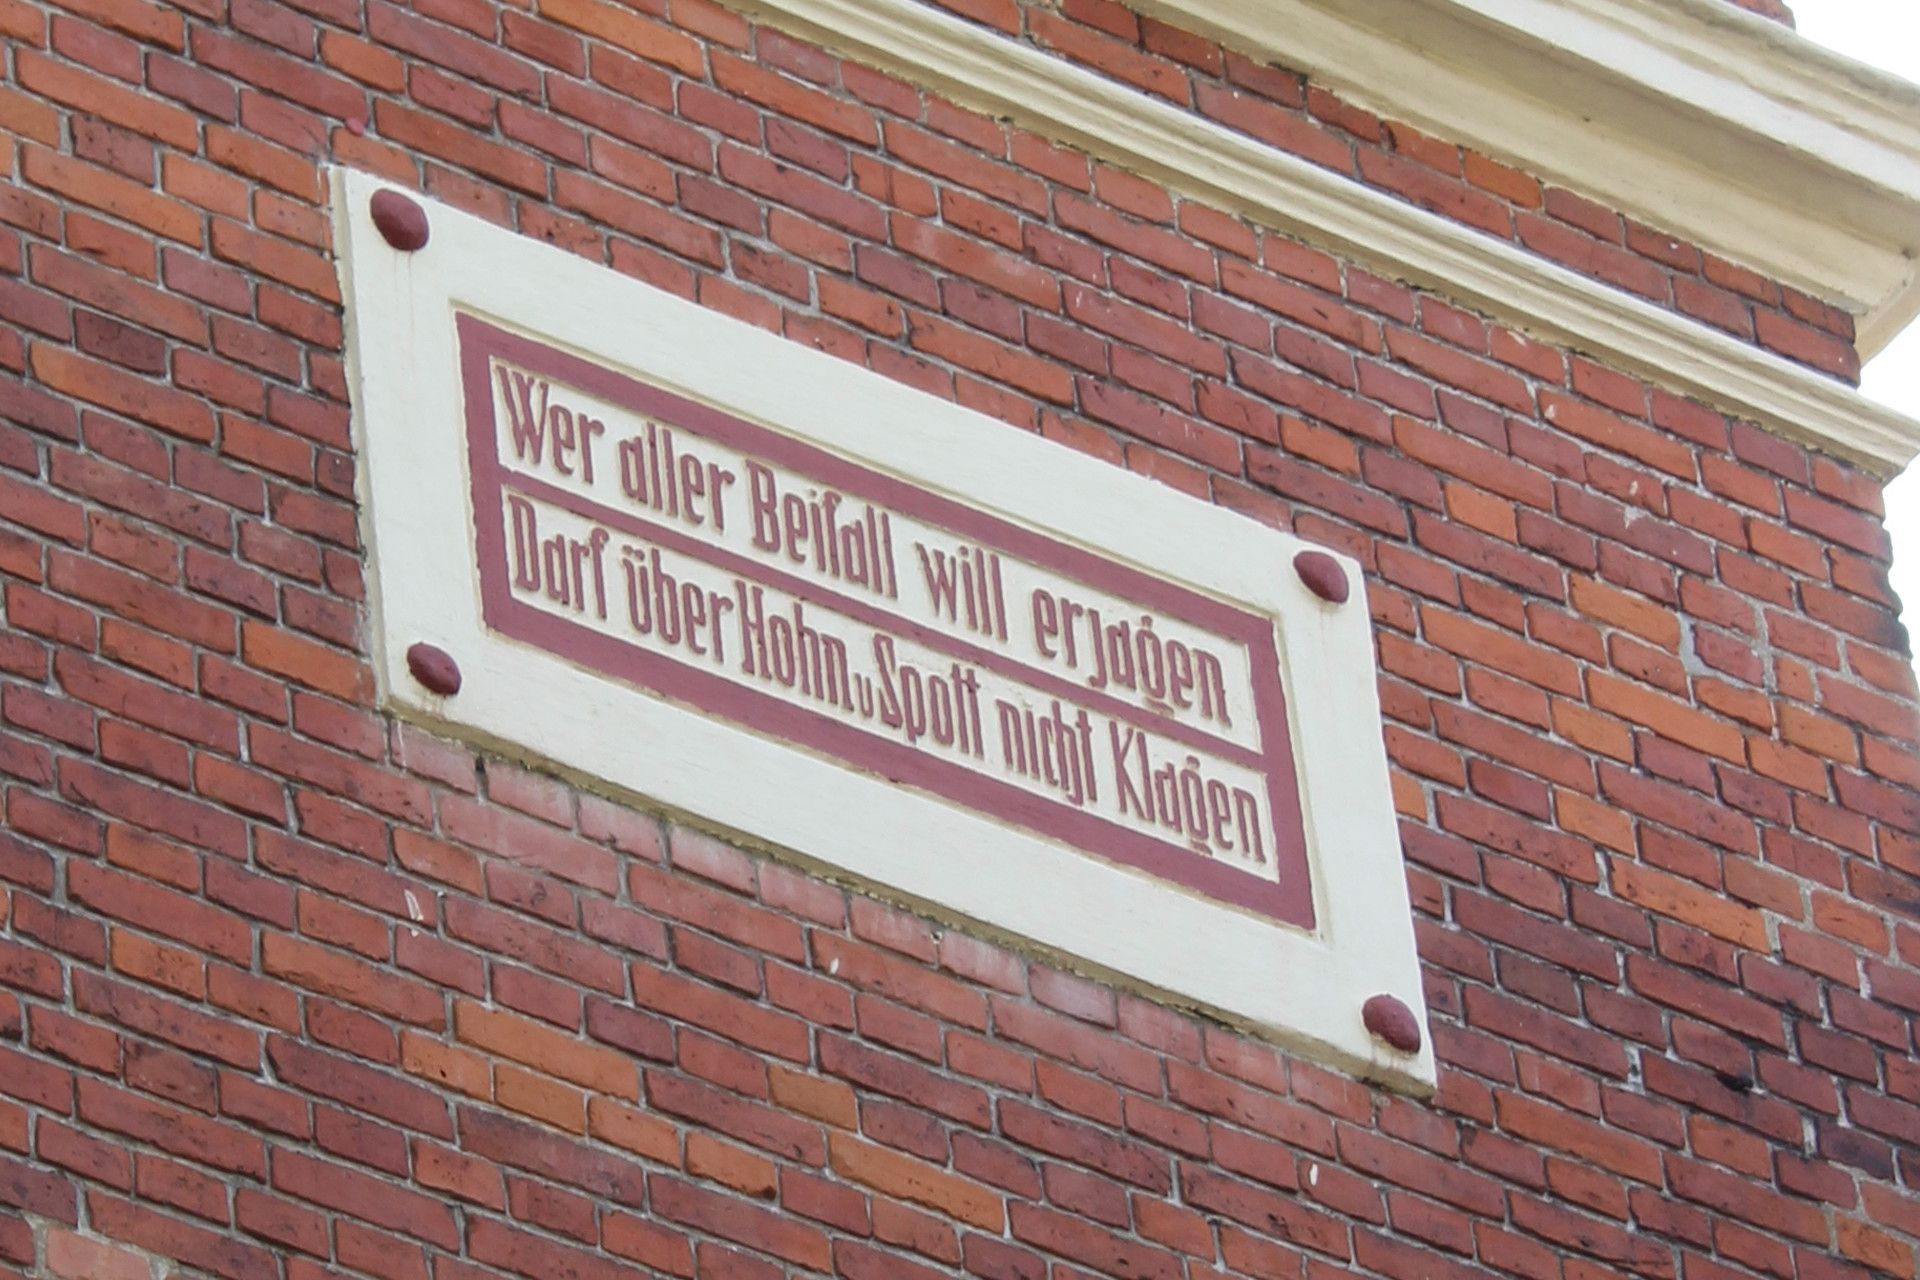 Wer aller Beifall will erjagen
Darf über Hohn u Spott nicht Klagen